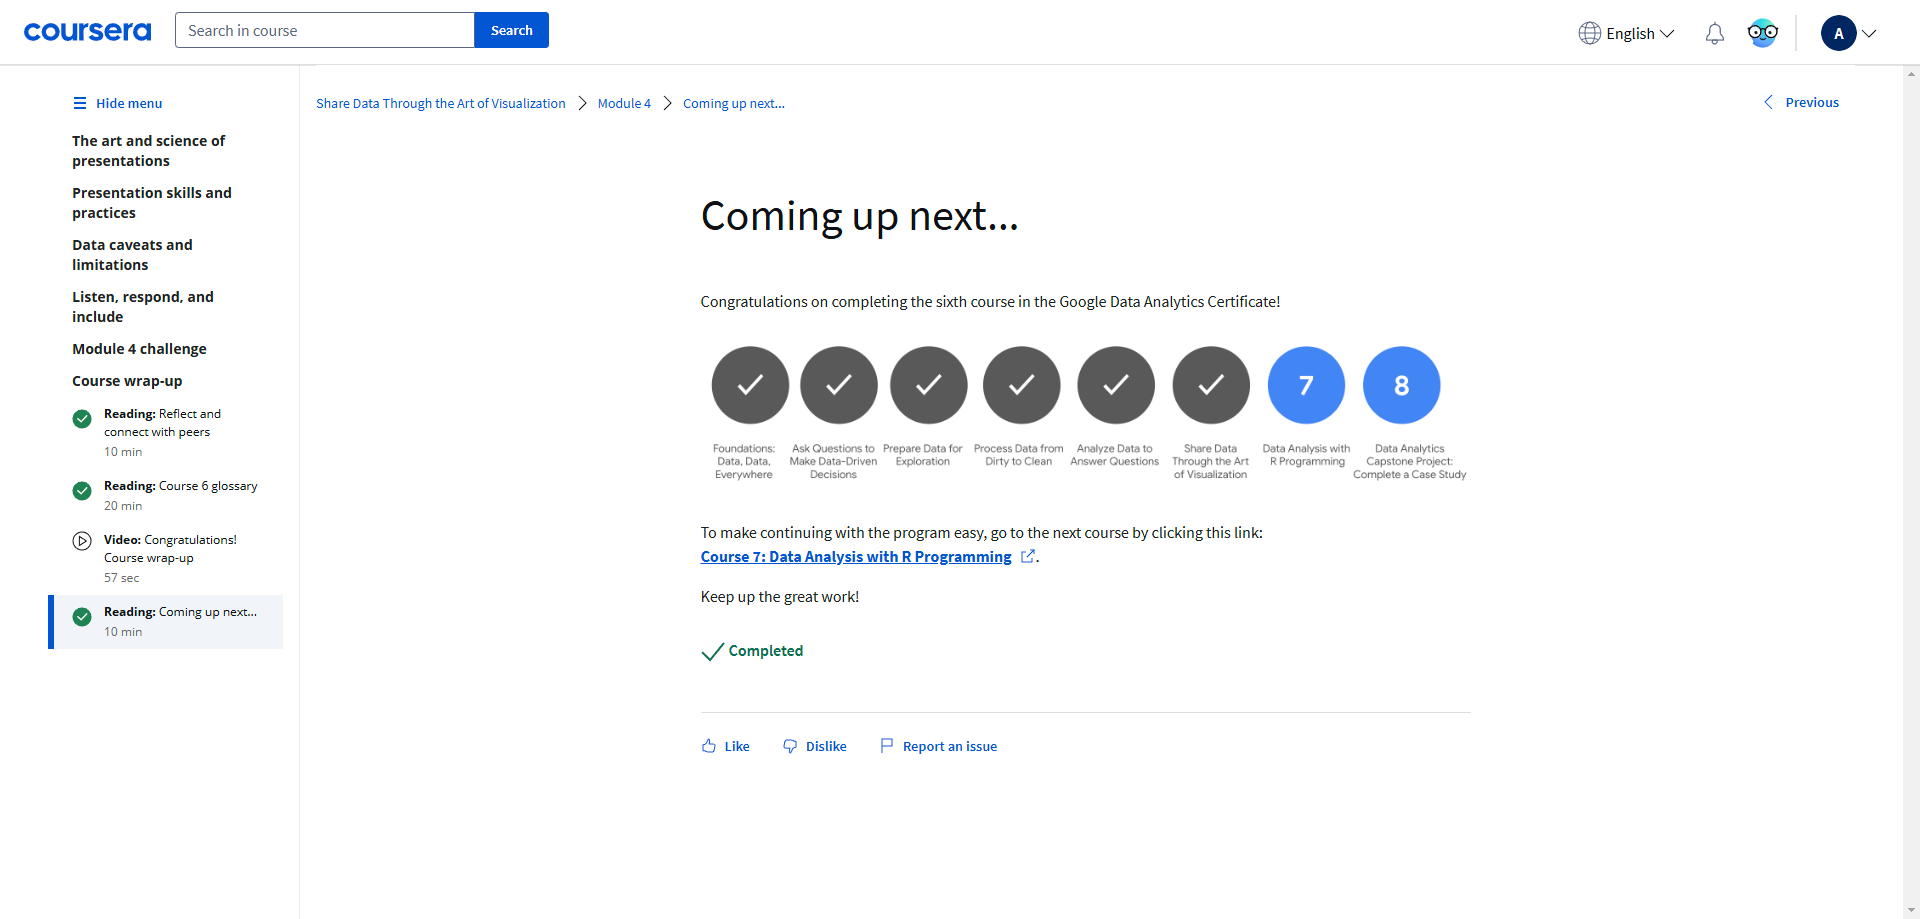 coursera
Search in course
Search
English
A
Hide menu
Share Data Through the Art of Visualization
Module 4
Coming up next...
Previous
The art and science of
presentations
Presentation skills and
practices
Data caveats and
limitations
Listen, respond, and
include
Module 4 challenge
Course wrap-up
Reading: Reflect and
connect with peers
10 min
Reading: Course 6 glossary
20 min
Video: Congratulations!
Course wrap-up
57 sec
Reading: Coming up next...
10 min
Coming up next...
Congratulations on completing the sixth course in the Google Data Analytics Certificate!
7
8
Foundations:
Data, Data,
Everywhere
Ask Questions to
Make Data-Driven
Decisions
Prepare Data for
Exploration
Process Data from
Dirty to Clean
Analyze Data to
Answer Questions
Share Data
Through the Art
of Visualization
Data Analysis with
R Programming
Data Analytics
Capstone Project:
Complete a Case Study
To make continuing with the program easy, go to the next course by clicking this link:
Course 7: Data Analysis with R Programming .
Keep up the great work!
Completed
Like
Dislike
Report an issue